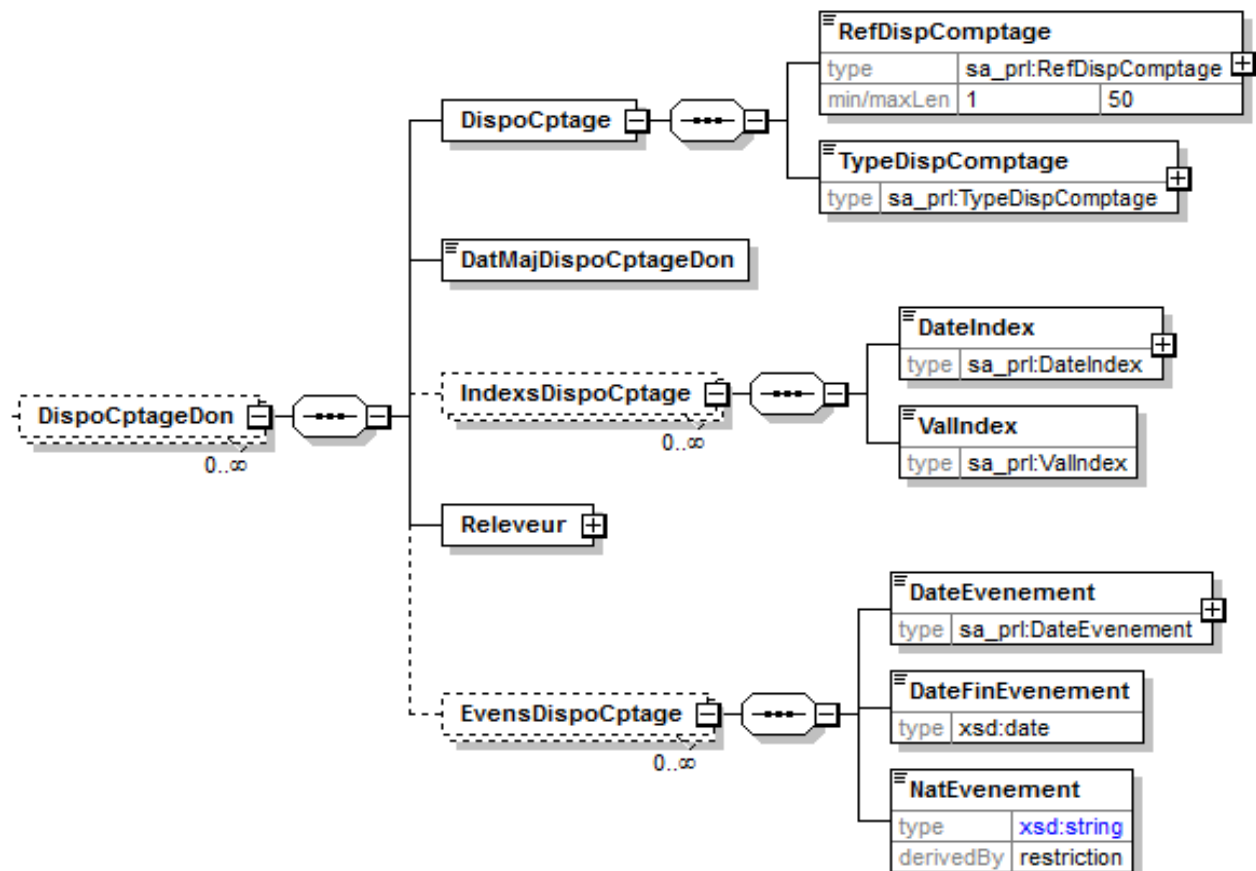 RefDispComptage
type sa_prl:RefDispComptage
min/maxLen 1 50
DispoCptage
TypeDispComptage
type sa_prl:TypeDispComptage
DatMajDispoCptageDon
DateIndex
type sa_prl:DateIndex
IndexsDispoCptage
0..∞
DispoCptageDon
0..∞
ValIndex
type sa_prl:ValIndex
Releveur
DateEvenement
type sa_prl:DateEvenement
EvensDispoCptage
0..∞
DateFinEvenement
type xsd:date
NatEvenement
type xsd:string
derivedBy restriction